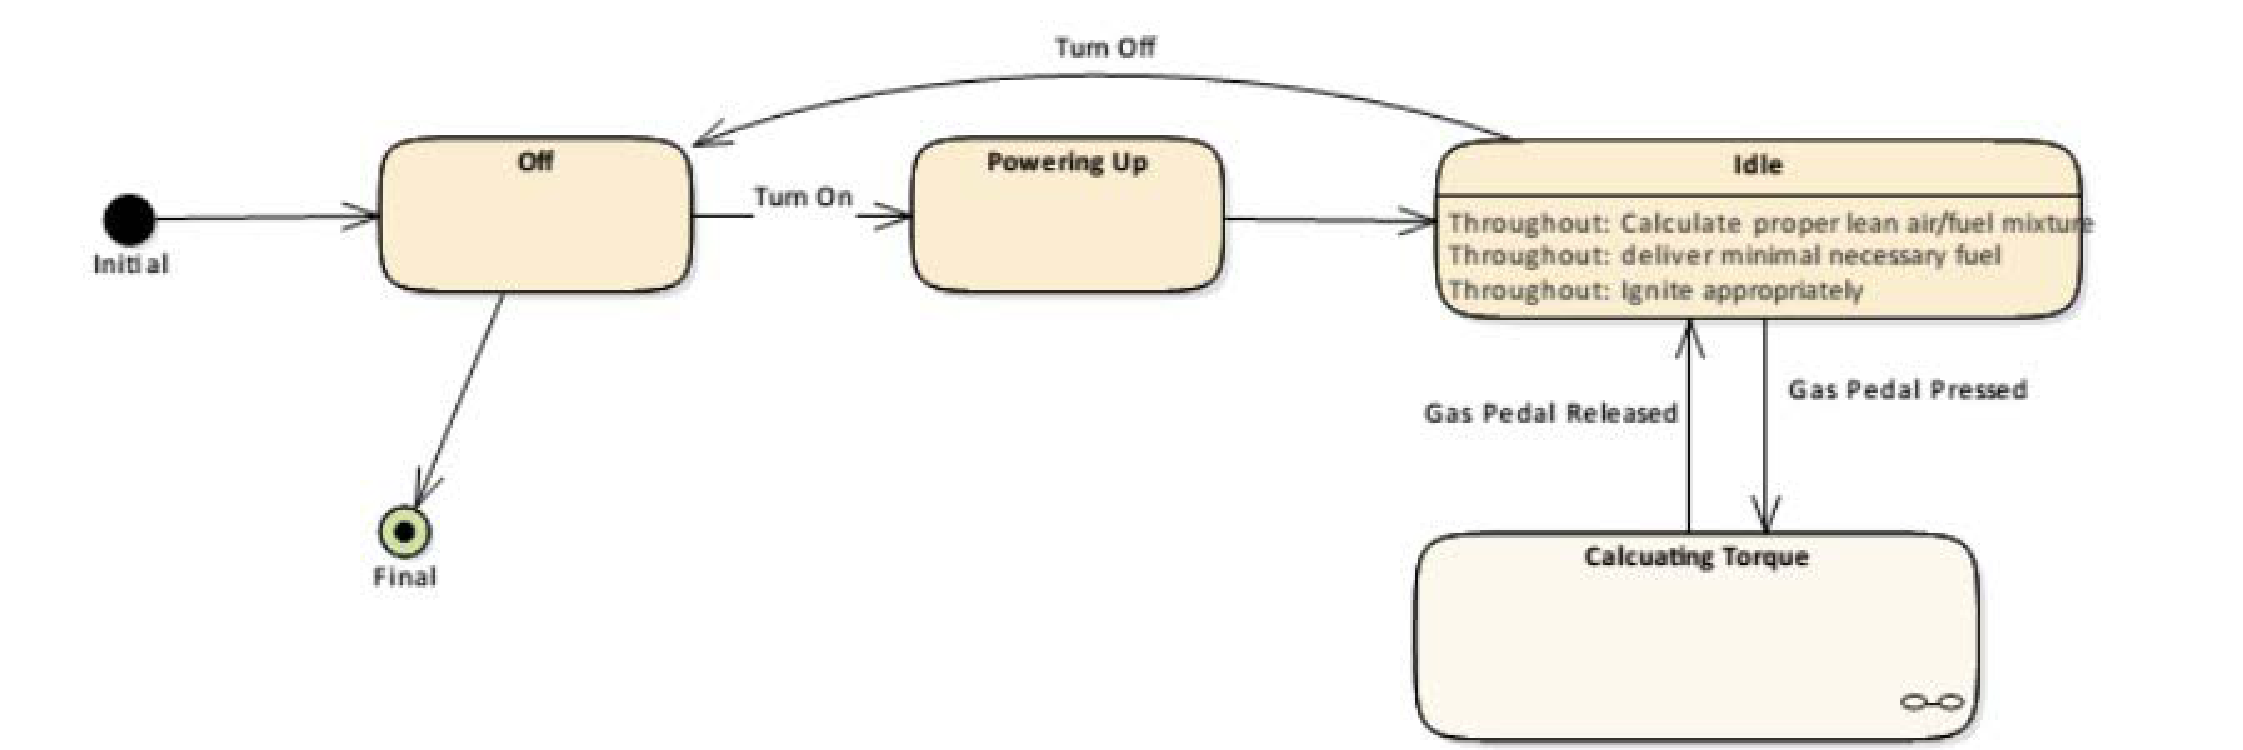 Turn Off
Off
Powering Up
Idle
Turn On
Throughout: Calculate proper lean air/fuel mixture
Throughout: deliver minimal necessary fuel
Throughout: Ignite appropriately
Initial
Gas Pedal Pressed
Gas Pedal Released
Calcuating Torque
Final